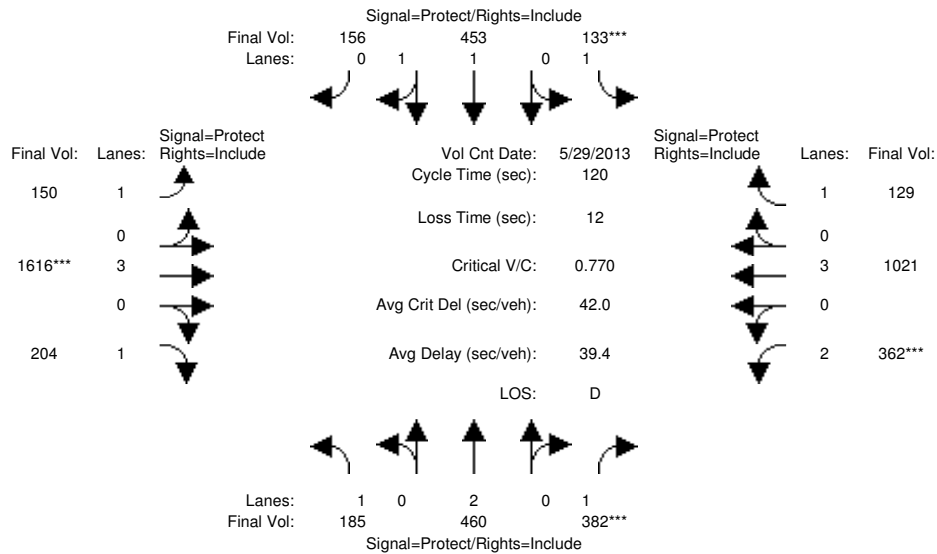 Signal=Protect/Rights=Include
Final Vol: 156 453 133***
Lanes: 0 1 1 0 1
Signal=Protect
Final Vol: Lanes: Rights=Include
Vol Cnt Date: 5/29/2013
Signal=Protect
Rights=Include Lanes: Final Vol:
Cycle Time (sec): 120
150 1
1 129
Loss Time (sec): 12
0
0
1616*** 3
Critical V/C: 0.770
3 1021
0
Avg Crit Del (sec/veh): 42.0
0
204 1
Avg Delay (sec/veh): 39.4
2 362***
LOS: D
Lanes: 1 0 2 0 1
Final Vol: 185 460 382***
Signal=Protect/Rights=Include